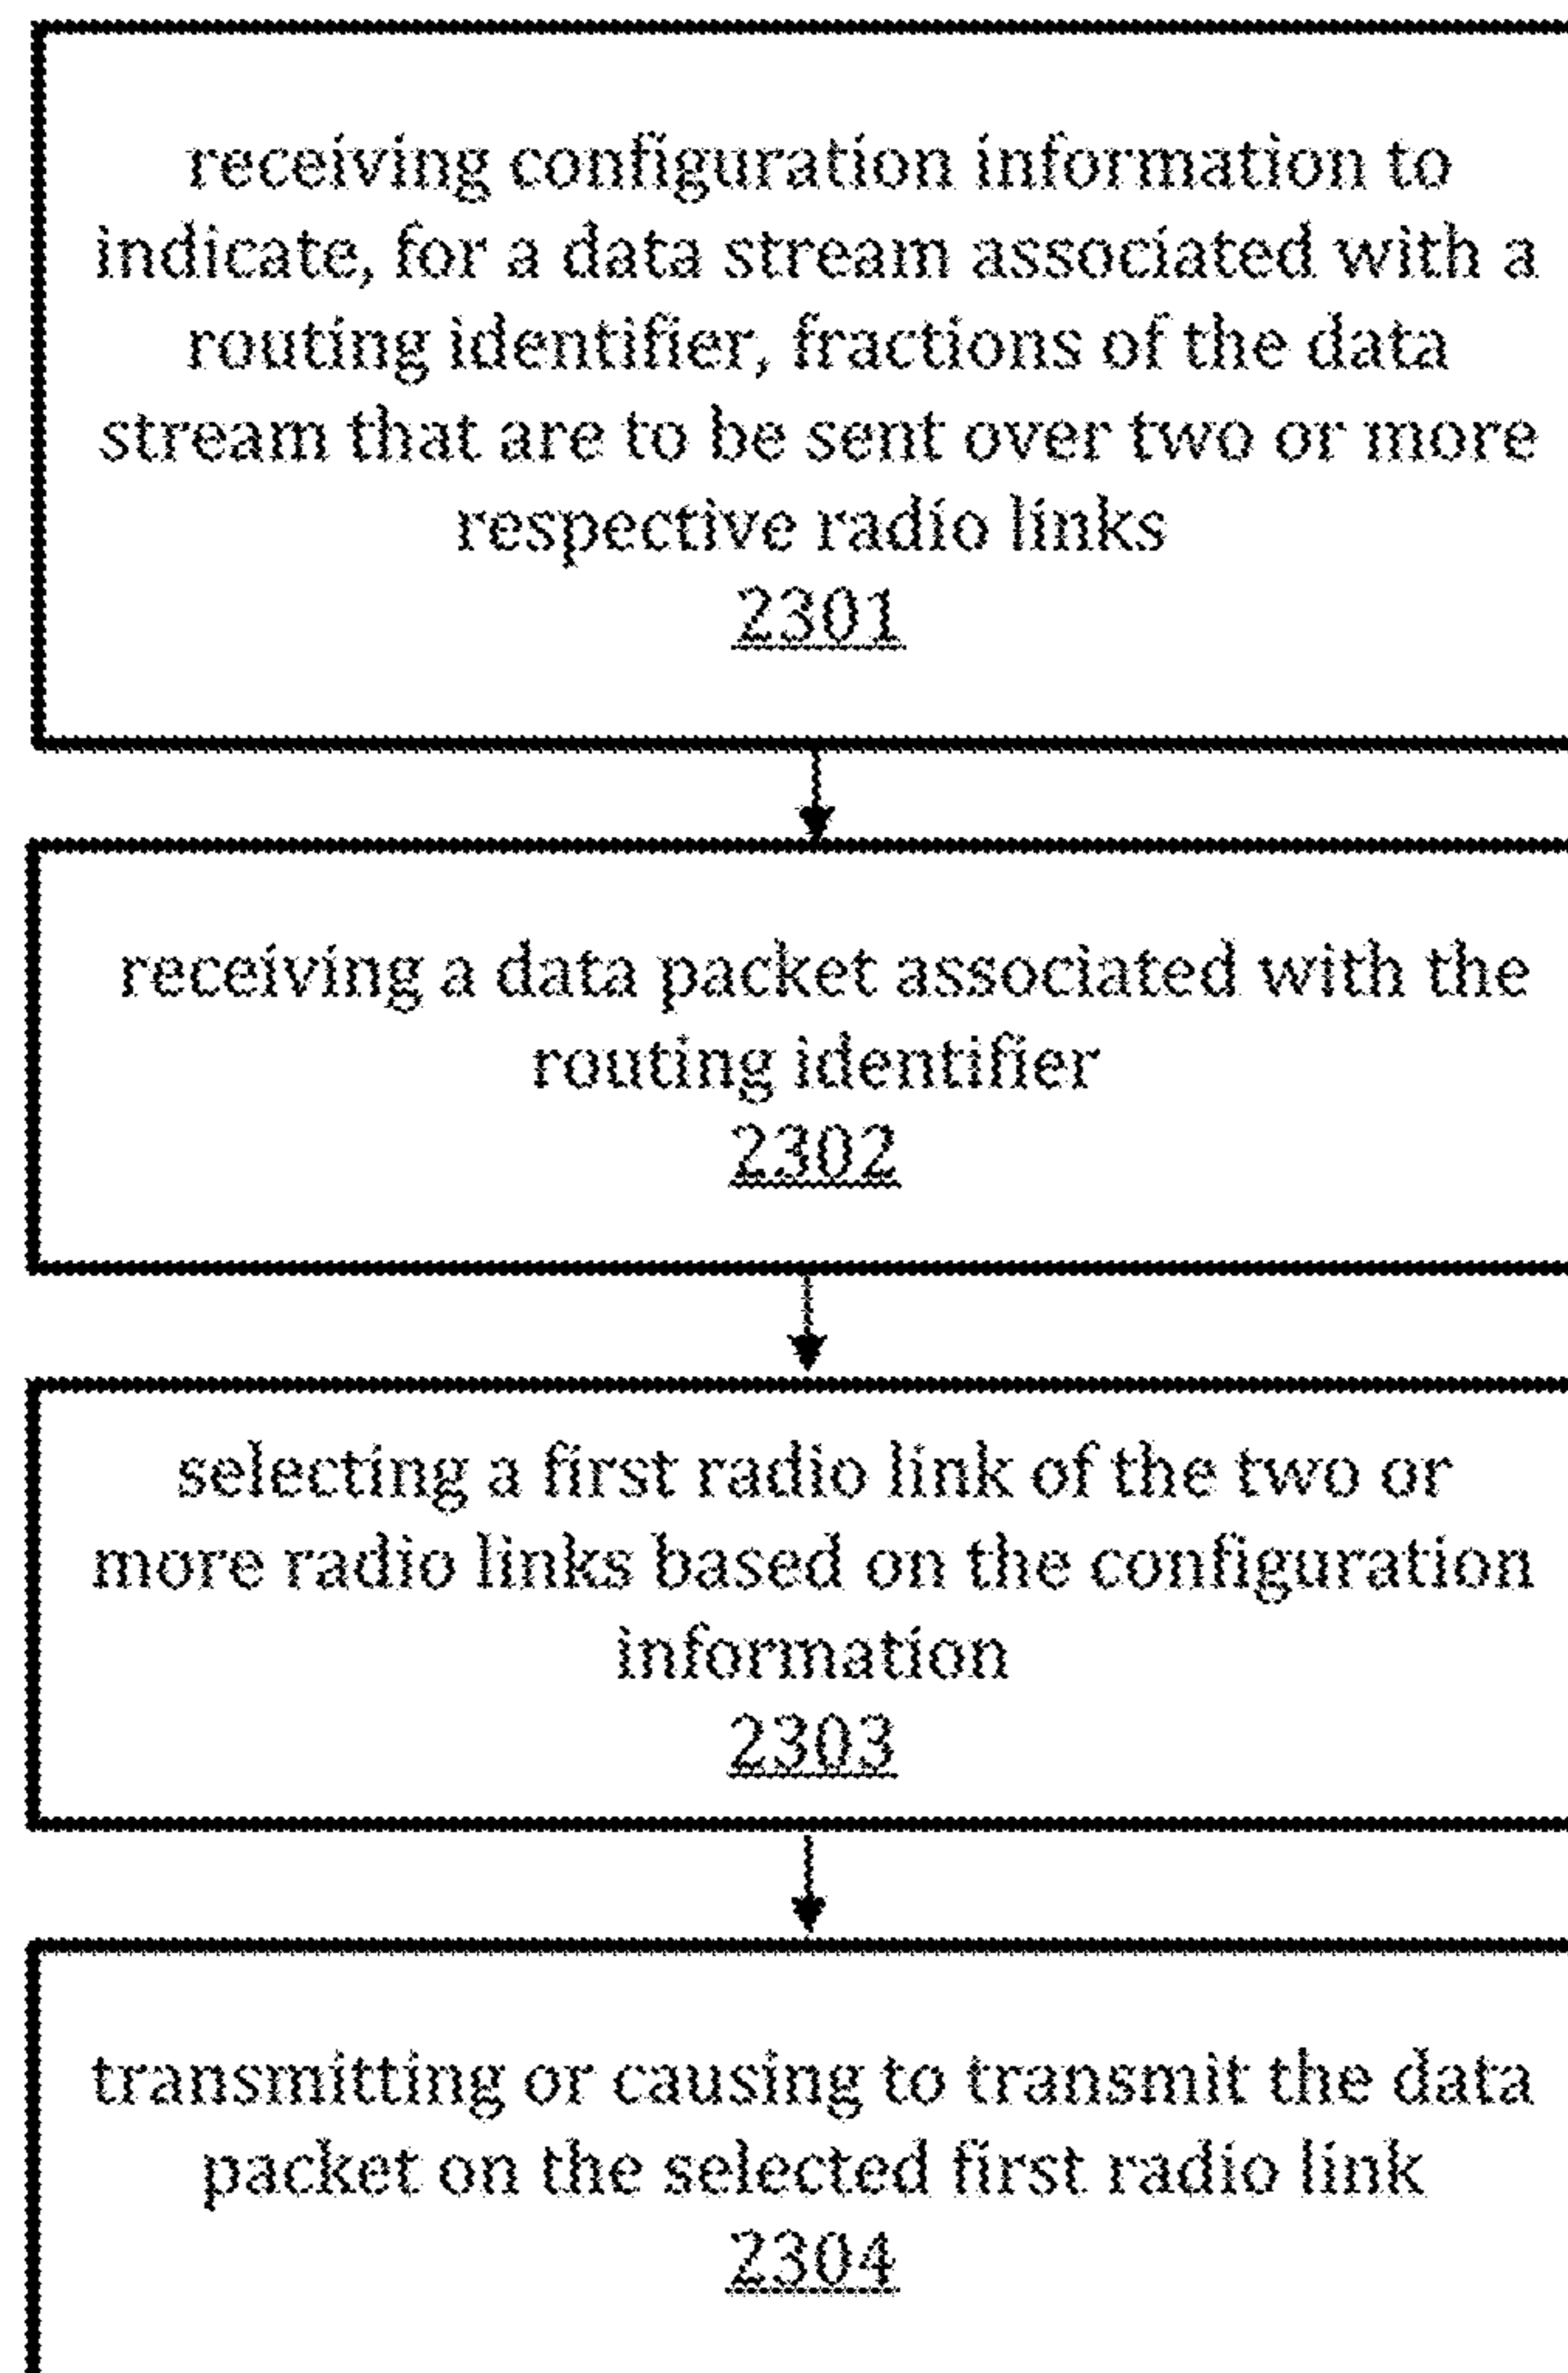 receiving configuration information to
indicate, for a data stream associated with a
routing identifier, fractions of the data
stream that are to be sent over two or more
respective radio links
2301
receiving a data packet associated with the
routing identifier
2302
selecting a first radio link of the two or
more radio links based on the configuration
information
2303
transmitting or causing to transmit the data
packet on the selected first radio link
2304